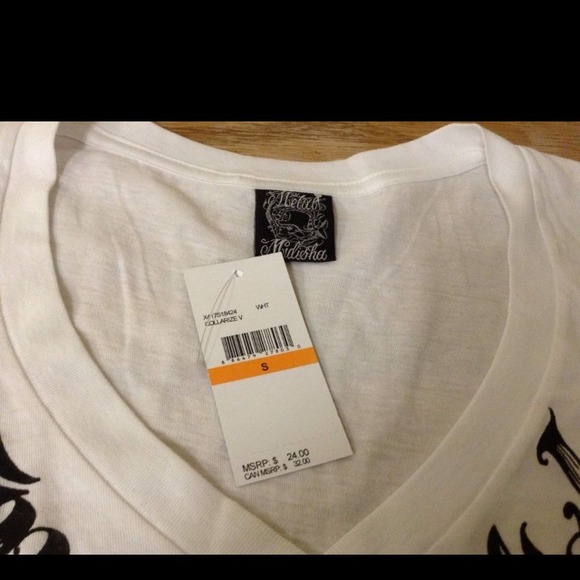 Metal
Mulisha
WHT
COLLARIZE V
S
MSRP: $ 24.00
CAN MSRP: $ 32.00